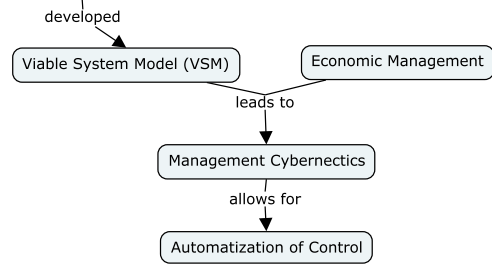 developed
Viable System Model (VSM)
Economic Management
leads to
Management Cybernectics
allows for
Automatization of Control